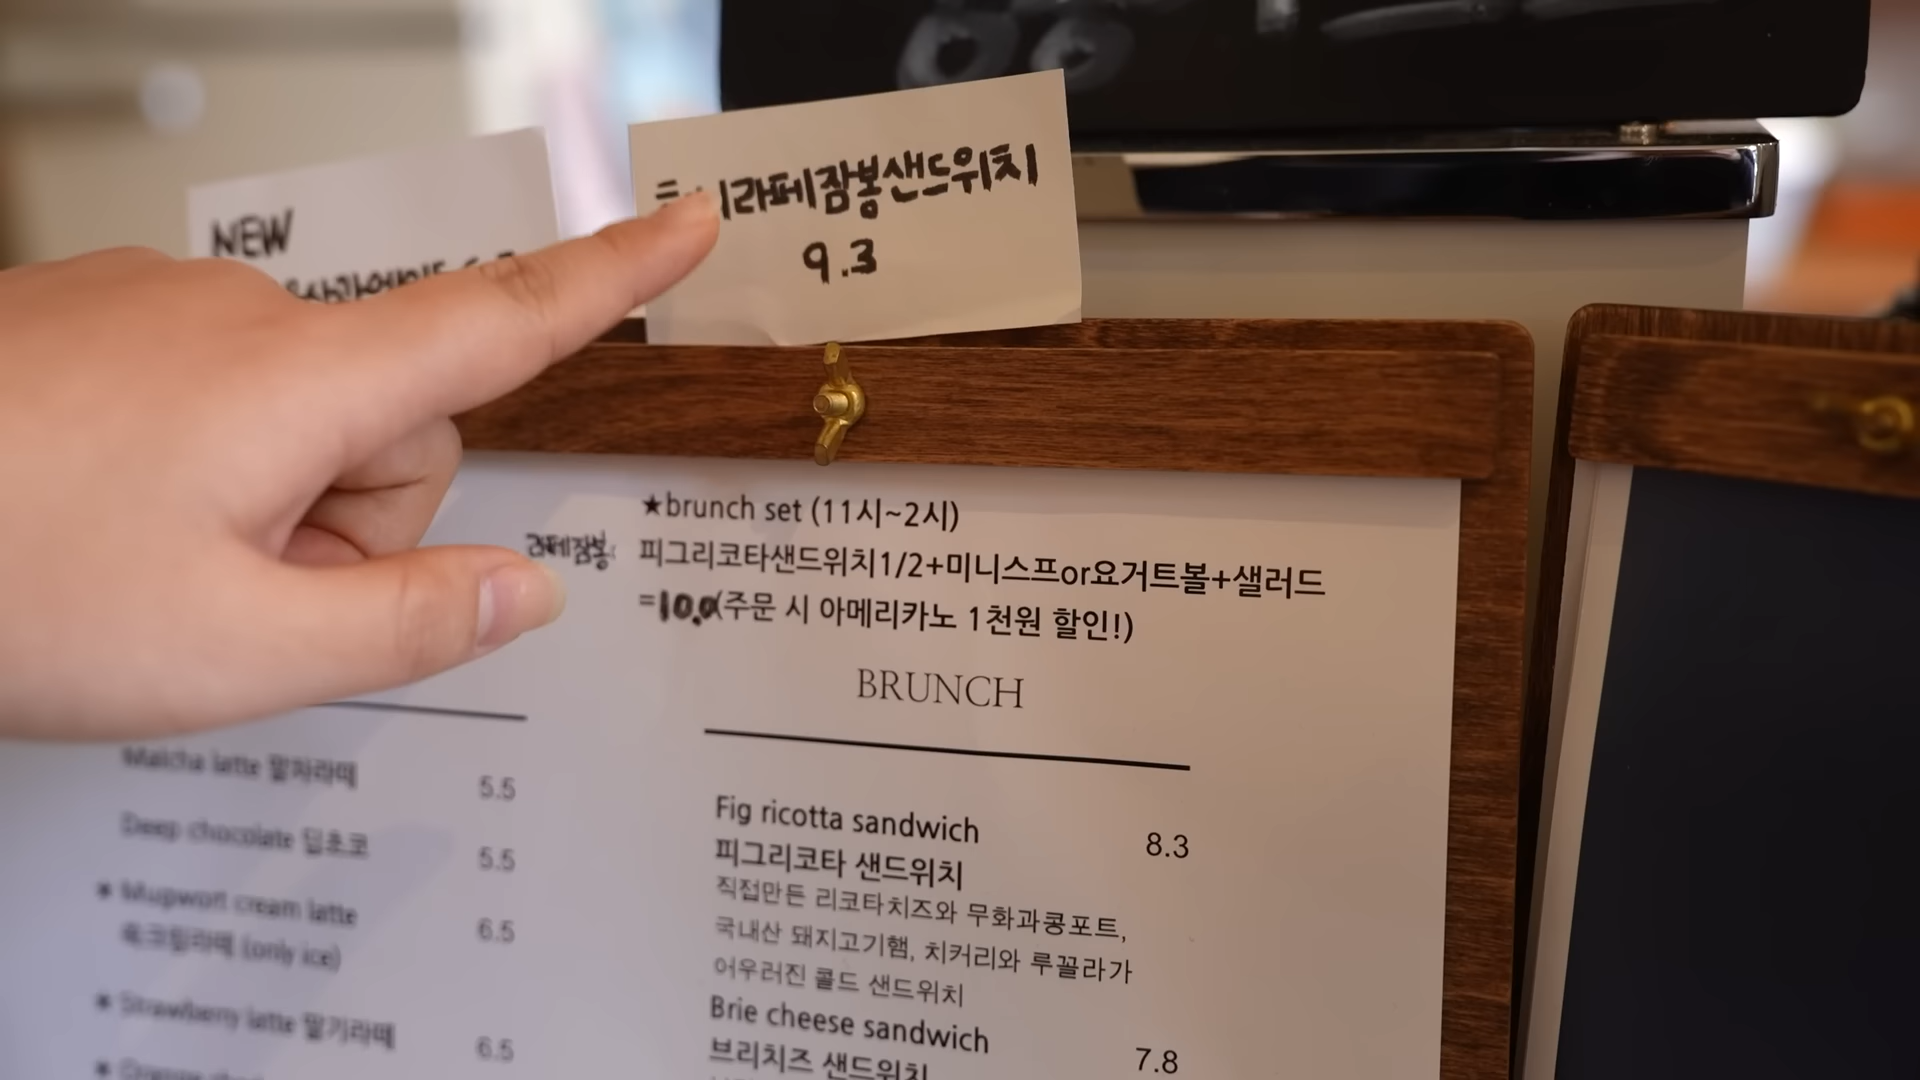 NEW
라페잠봉샌드위치
9.3
★brunch set (11시~2시)
라페잠봉
피그리코타샌드위치1/2+미니스프or요거트볼+샐러드
=10.0(주문 시 아메리카노 1천원 할인!)
BRUNCH
Matcha latte 말차라떼 5.5
Deep chocolate 딥초코 5.5
Mugwort cream latte 6.5
쑥크림라떼 (only ice)
Strawberry latte 딸기라떼 6.5
Fig ricotta sandwich 8.3
피그리코타 샌드위치
직접만든 리코타치즈와 무화과콩포트,
국내산 돼지고기햄, 치커리와 루꼴라가
어우러진 콜드 샌드위치
Brie cheese sandwich 7.8
브리치즈 샌드위치